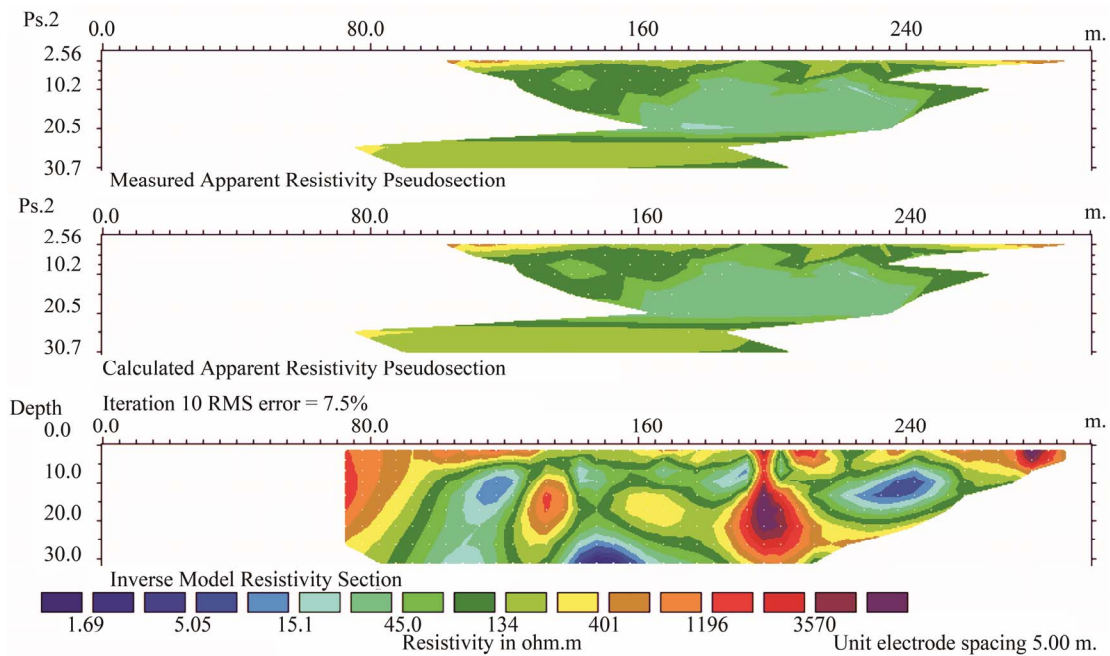 Ps.2 0.0 80.0 160 240 m.
2.56
10.2
20.5
30.7
Measured Apparent Resistivity Pseudosection
Ps.2 0.0 80.0 160 240 m.
2.56
10.2
20.5
30.7
Calculated Apparent Resistivity Pseudosection
Iteration 10 RMS error = 7.5%
Depth 0.0 80.0 160 240 m.
0.0
10.0
20.0
30.0
Inverse Model Resistivity Section
1.69 5.05 15.1 45.0 134 401 1196 3570
Resistivity in ohm.m
Unit electrode spacing 5.00 m.